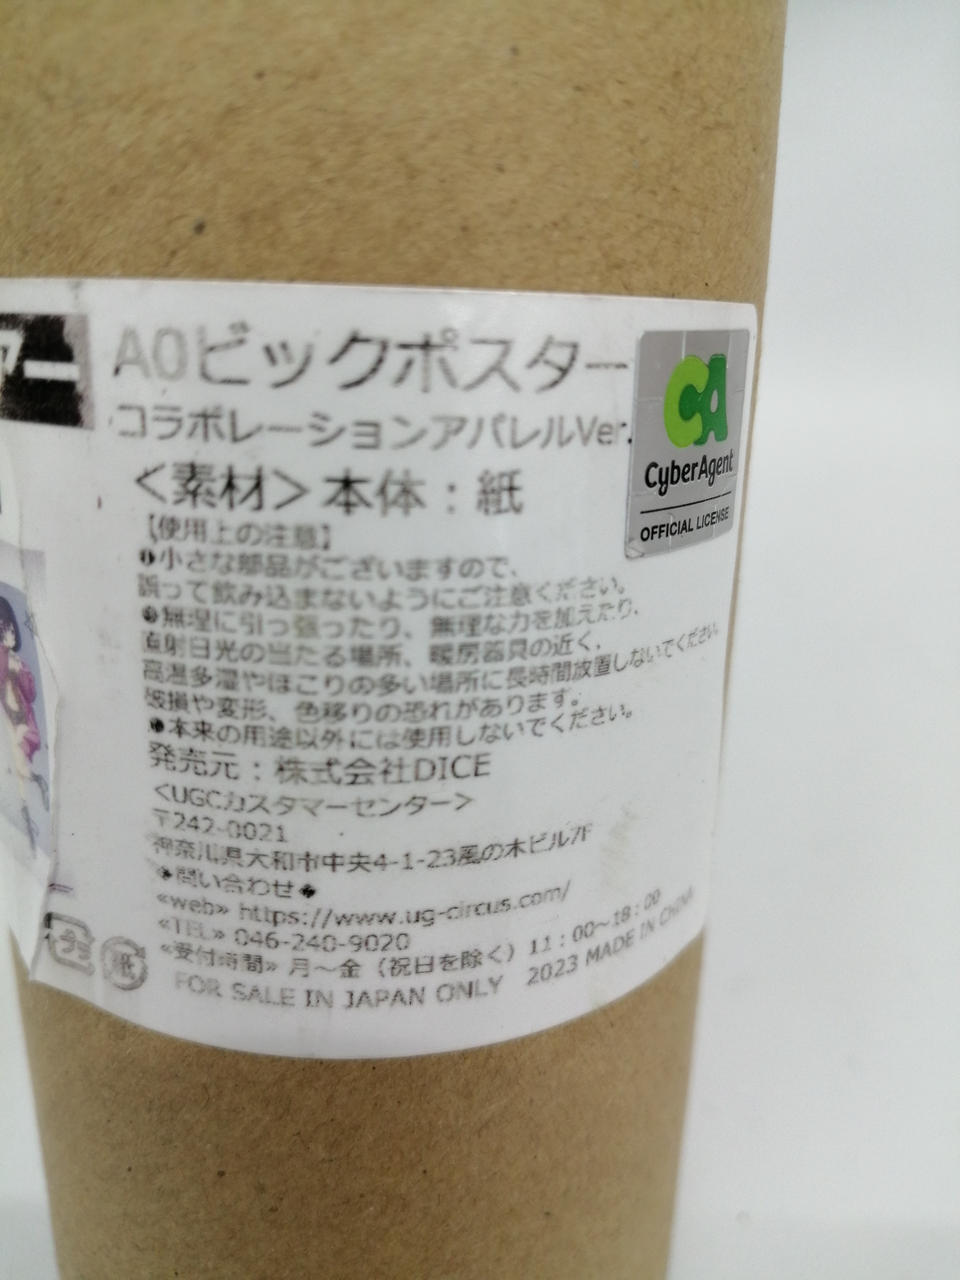 アー
A0ビックポスター
コラボレーションアパレルVer.
CA
CyberAgent
OFFICIAL LICENSE
＜素材＞本体：紙
【使用上の注意】
●小さな部品がございますので、
誤って飲み込まないようにご注意ください。
●無理に引っ張ったり、無理な力を加えたり、
直射日光の当たる場所、暖房器具の近く、
高温多湿やほこりの多い場所に長時間放置しないでください。
破損や変形、色移りの恐れがあります。
●本来の用途以外には使用しないでください。
発売元：株式会社DICE
＜UGCカスタマーセンター＞
〒242-0021
神奈川県大和市中央4-1-23風の木ビル7F
◆問い合わせ◆
≪web≫ https://www.ug-circus.com/
≪TEL≫ 046-240-9020
≪受付時間≫ 月～金（祝日を除く）11：00～18：00
FOR SALE IN JAPAN ONLY 2023 MADE IN CHINA
プラ
紙